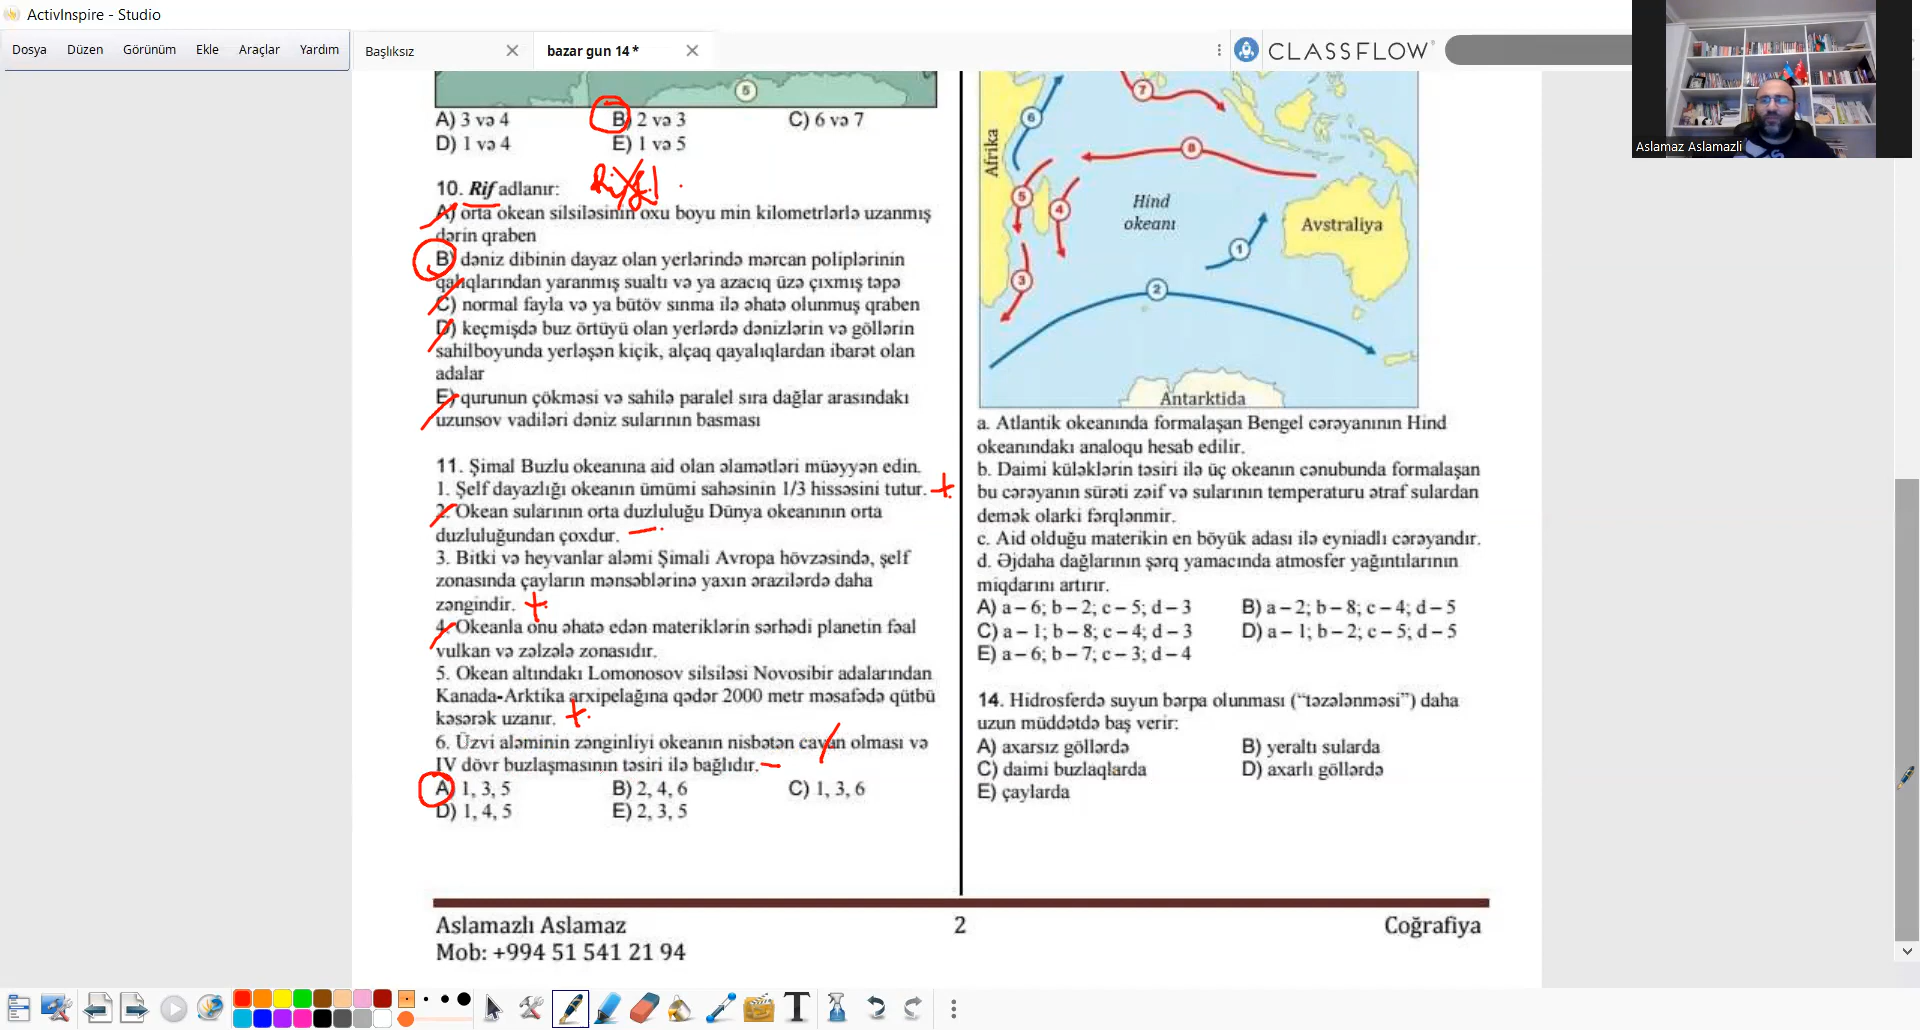 ActivInspire - Studio
Dosya Düzen Görünüm Ekle Araçlar Yardım
Başlıksız
bazar gun 14 *
CLASSFLOW
Aslamaz Aslamazli
5
A) 3 və 4 B) 2 və 3 C) 6 və 7
D) 1 və 4 E) 1 və 5
10. Rif adlanır:
A) orta okean silsiləsinin oxu boyu min kilometrlərlə uzanmış
dərin qraben
B) dəniz dibinin dayaz olan yerlərində mərcan poliplərinin
qalıqlarından yaranmış sualtı və ya azacıq üzə çıxmış təpə
C) normal fayla və ya bütöv sınma ilə əhatə olunmuş qraben
D) keçmişdə buz örtüyü olan yerlərdə dənizlərin və göllərin
sahilboyunda yerləşən kiçik, alçaq qayalıqlardan ibarət olan
adalar
E) qurunun çökməsi və sahilə paralel sıra dağlar arasındakı
uzunsov vadiləri dəniz sularının basması
11. Şimal Buzlu okeanına aid olan əlamətləri müəyyən edin.
1. Şelf dayazlığı okeanın ümümi sahəsinin 1/3 hissəsini tutur. +
2. Okean sularının orta duzluluğu Dünya okeanının orta
duzluluğundan çoxdur. –
3. Bitki və heyvanlar aləmi Şimali Avropa hövzəsində, şelf
zonasında çayların mənsəblərinə yaxın ərazilərdə daha
zəngindir. +
4. Okeanla onu əhatə edən materiklərin sərhədi planetin fəal
vulkan və zəlzələ zonasıdır.
5. Okean altındakı Lomonosov silsiləsi Novosibir adalarından
Kanada-Arktika arxipelağına qədər 2000 metr məsafədə qütbü
kəsərək uzanır. +
6. Üzvi aləminin zənginliyi okeanın nisbətən cavan olması və
IV dövr buzlaşmasının təsiri ilə bağlıdır. –
A) 1, 3, 5 B) 2, 4, 6 C) 1, 3, 6
D) 1, 4, 5 E) 2, 3, 5
7
6
8
Afrika
5
4
Hind
okeanı
Avstraliya
1
3
2
Antarktida
a. Atlantik okeanında formalaşan Bengel cərəyanının Hind
okeanındakı analoqu hesab edilir.
b. Daimi küləklərin təsiri ilə üç okeanın cənubunda formalaşan
bu cərəyanın sürəti zəif və sularının temperaturu ətraf sulardan
demək olarki fərqlənmir.
c. Aid olduğu materikin en böyük adası ilə eyniadlı cərəyandır.
d. Əjdaha dağlarının şərq yamacında atmosfer yağıntılarının
miqdarını artırır.
A) a – 6; b – 2; c – 5; d – 3 B) a – 2; b – 8; c – 4; d – 5
C) a – 1; b – 8; c – 4; d – 3 D) a – 1; b – 2; c – 5; d – 5
E) a – 6; b – 7; c – 3; d – 4
14. Hidrosferdə suyun bərpa olunması (“təzələnməsi”) daha
uzun müddətdə baş verir:
A) axarsız göllərdə B) yeraltı sularda
C) daimi buzlaqlarda D) axarlı göllərdə
E) çaylarda
Aslamazlı Aslamaz 2 Coğrafiya
Mob: +994 51 541 21 94